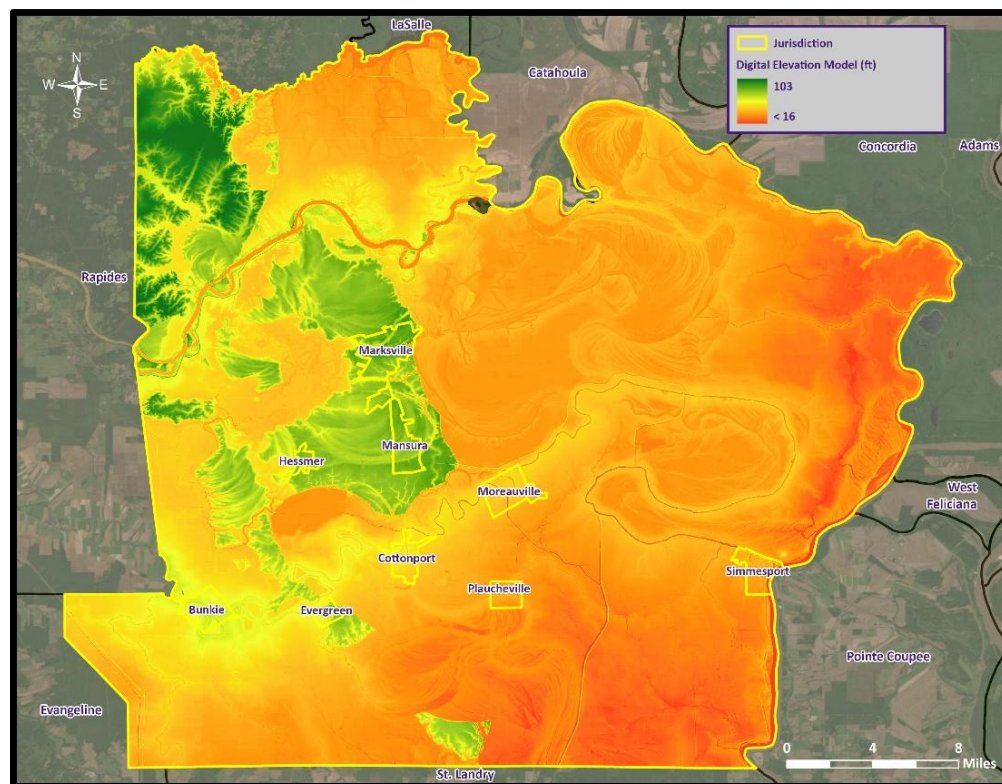 LaSalle
Jurisdiction
Digital Elevation Model (ft)
103
< 16
N
W E
S
Catahoula
Concordia
Adams
Rapides
Marksville
Mansura
Hessmer
Moreauville
West
Feliciana
Cottonport
Simmesport
Plaucheville
Bunkie
Evergreen
Pointe Coupee
Evangeline
0 4 8
Miles
St. Landry